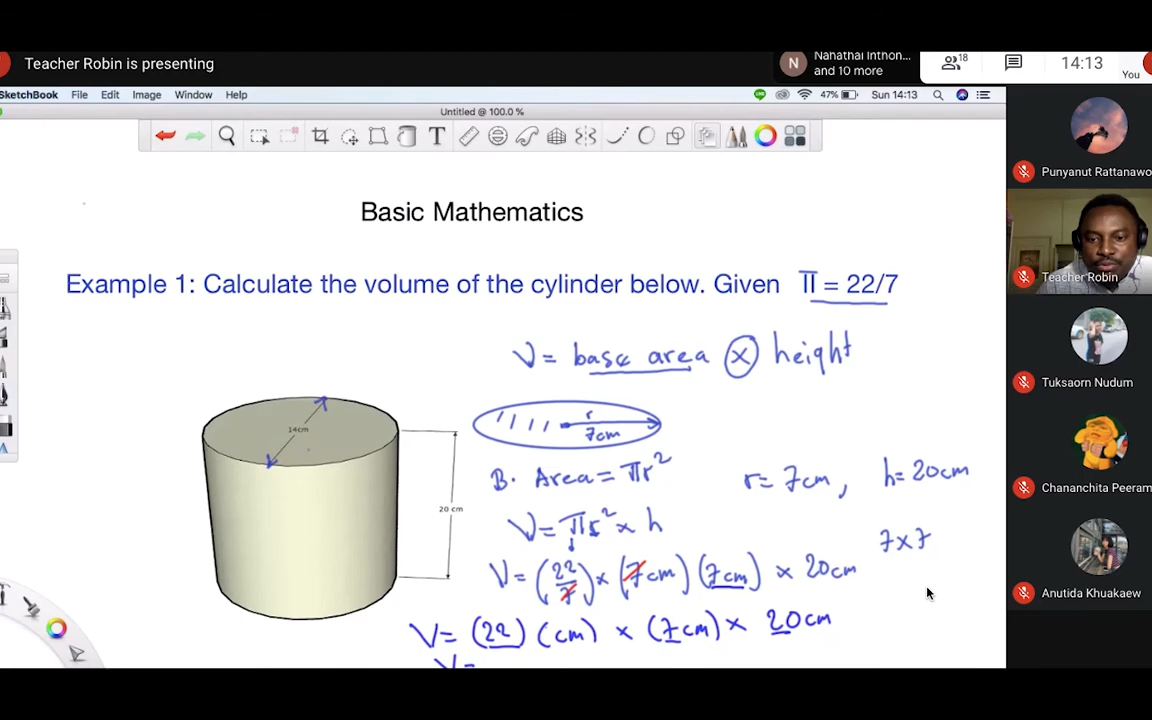 Teacher Robin is presenting
N
Nahathai Inthon...
and 10 more
18
14:13
You
SketchBook File Edit Image Window Help
47%
Sun 14:13
Untitled @ 100.0 %
T
Basic Mathematics
Example 1: Calculate the volume of the cylinder below. Given π = 22/7
V = base area × height
r
7cm
14cm
B. Area = πr²
r = 7cm, h = 20cm
20 cm
V = πr² × h
7×7
V = (22/7) × (7cm) (7cm) × 20cm
V = (22) (cm) × (7cm) × 20cm
V =
Punyanut Rattanawo
Teacher Robin
Tuksaorn Nudum
Chananchita Peeram
Anutida Khuakaew